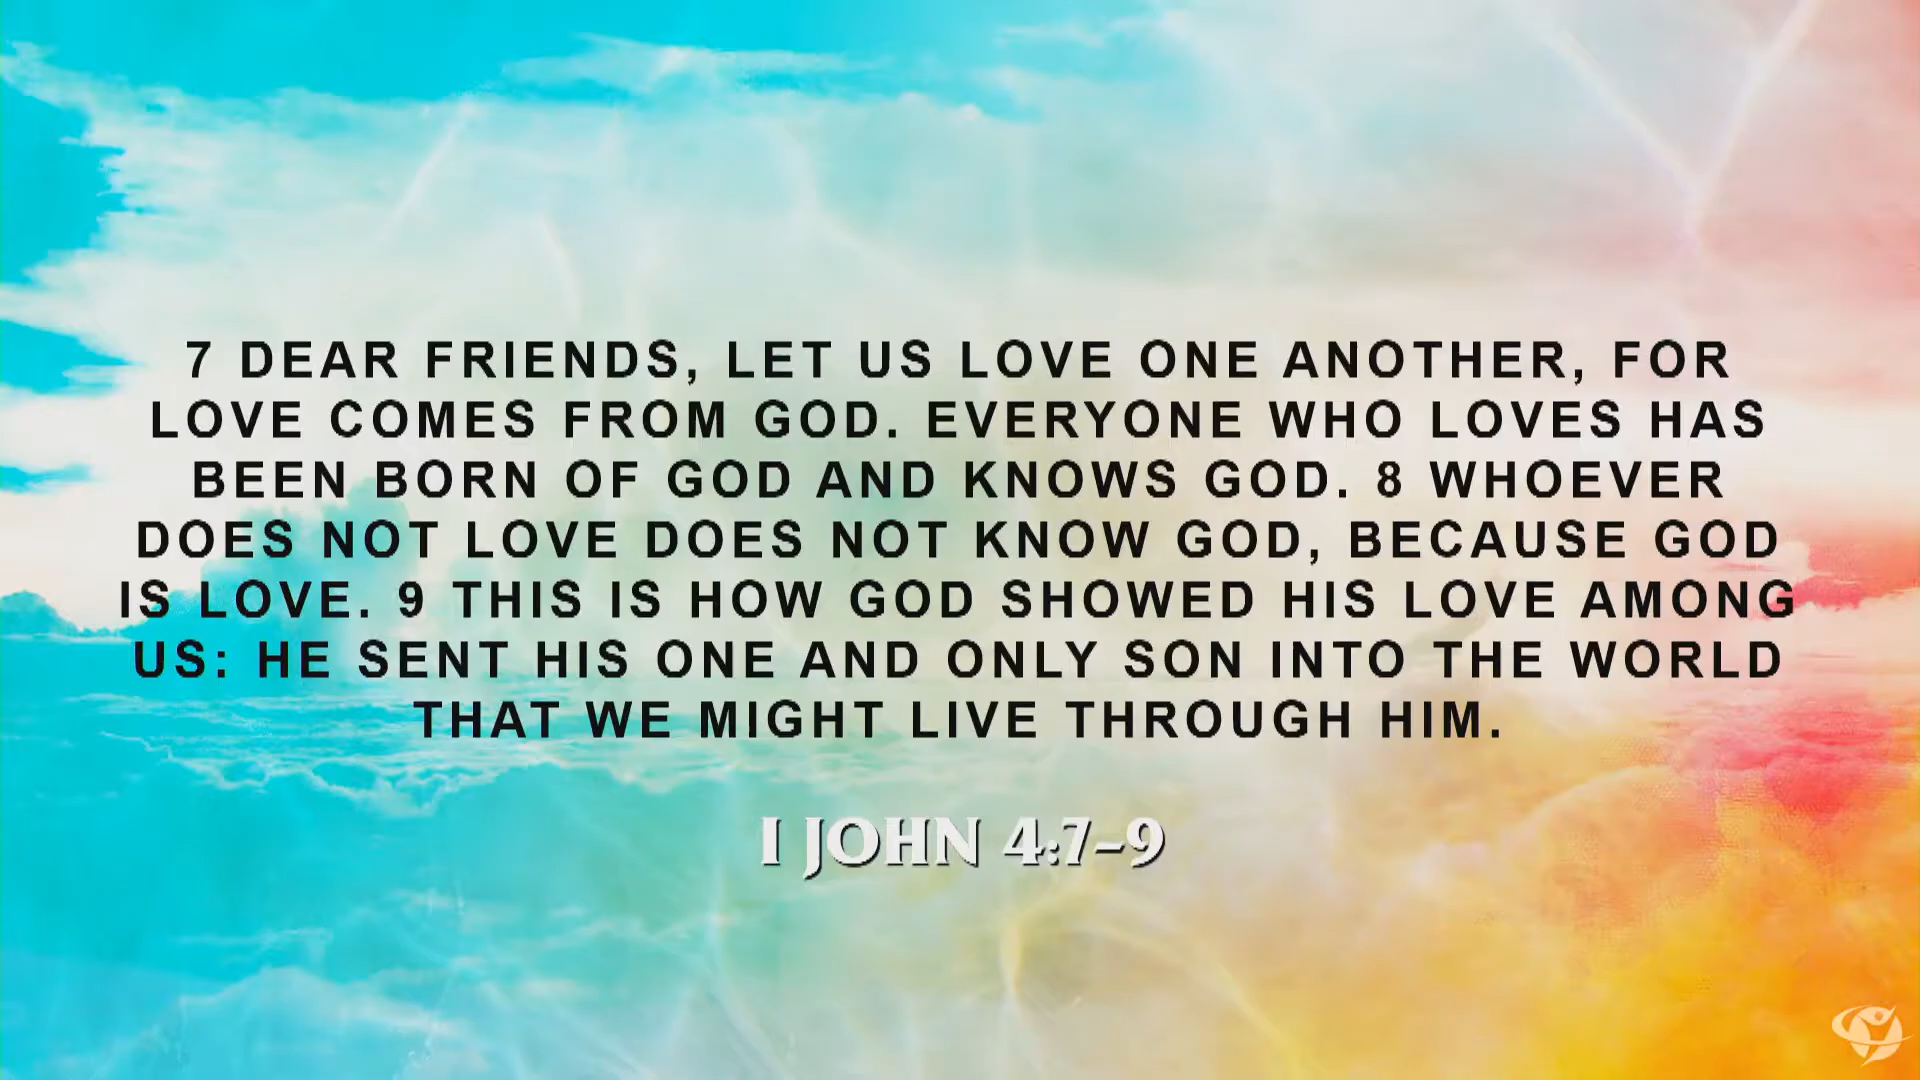 7 DEAR FRIENDS, LET US LOVE ONE ANOTHER, FOR
LOVE COMES FROM GOD. EVERYONE WHO LOVES HAS
BEEN BORN OF GOD AND KNOWS GOD. 8 WHOEVER
DOES NOT LOVE DOES NOT KNOW GOD, BECAUSE GOD
IS LOVE. 9 THIS IS HOW GOD SHOWED HIS LOVE AMONG
US: HE SENT HIS ONE AND ONLY SON INTO THE WORLD
THAT WE MIGHT LIVE THROUGH HIM.
I JOHN 4:7–9